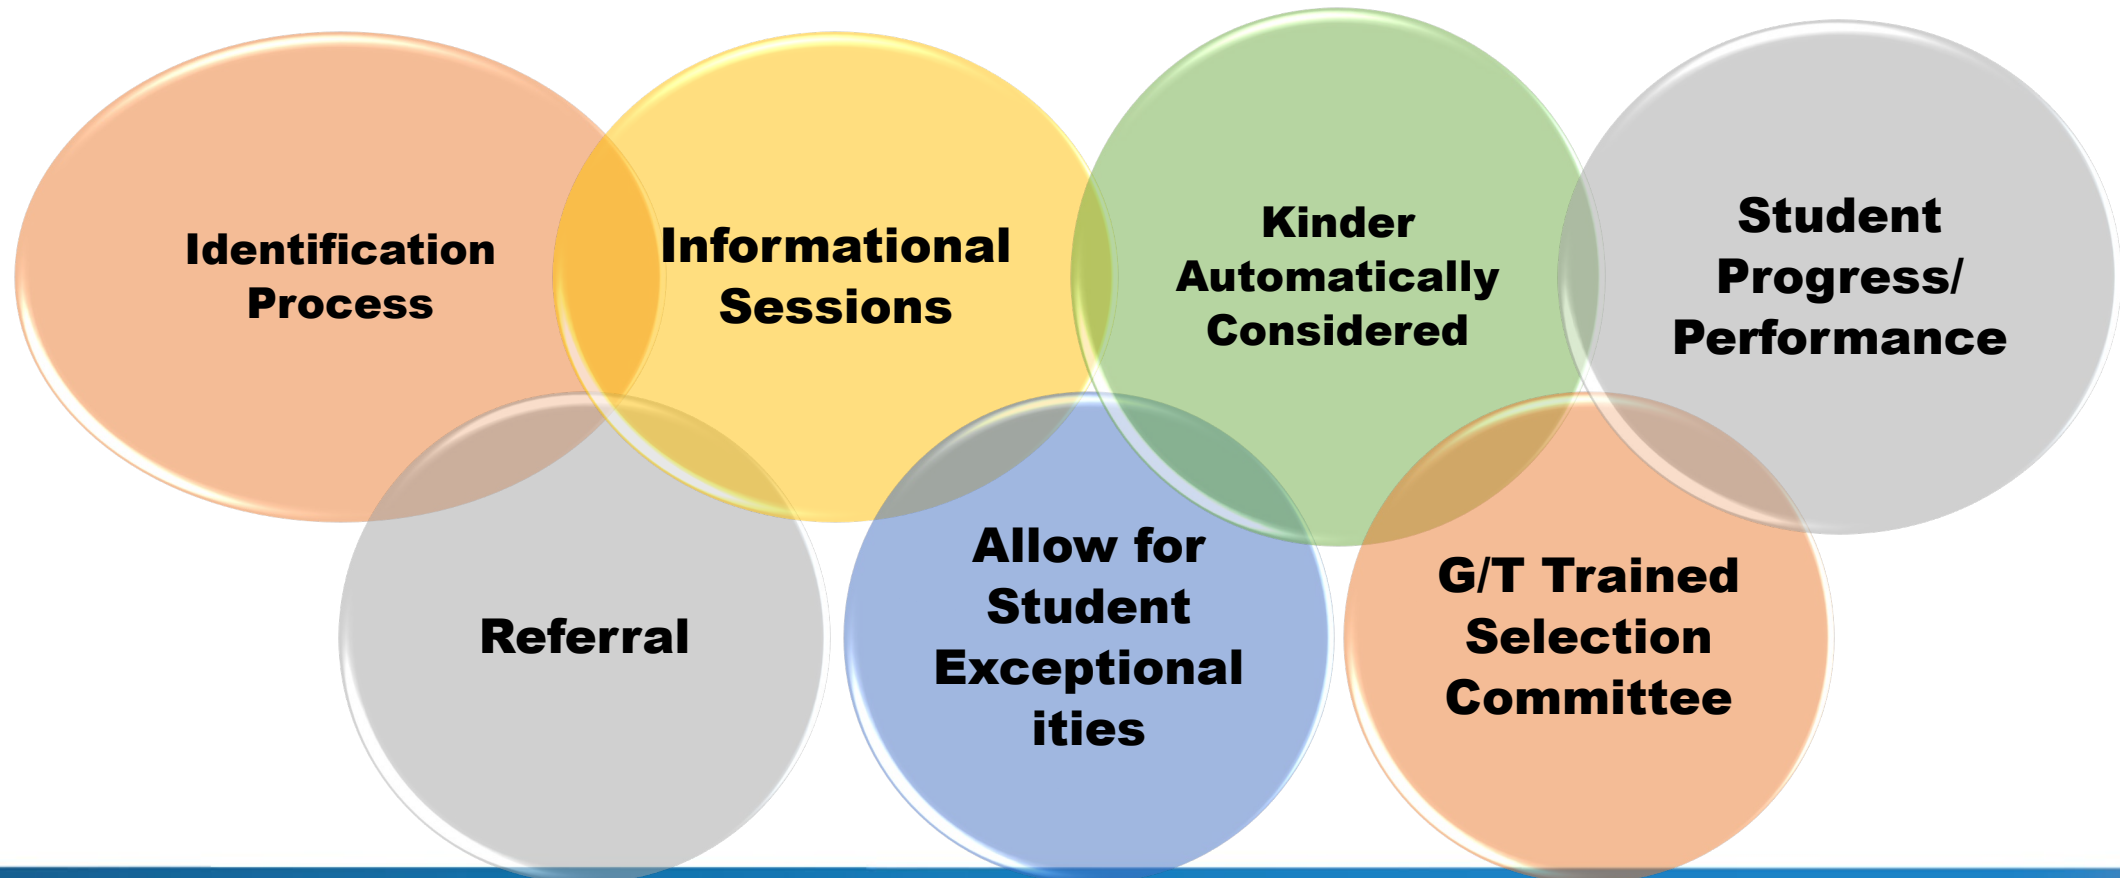 Identification
Process
Informational
Sessions
Kinder
Automatically
Considered
Student
Progress/
Performance
Referral
Allow for
Student
Exceptional
ities
G/T Trained
Selection
Committee